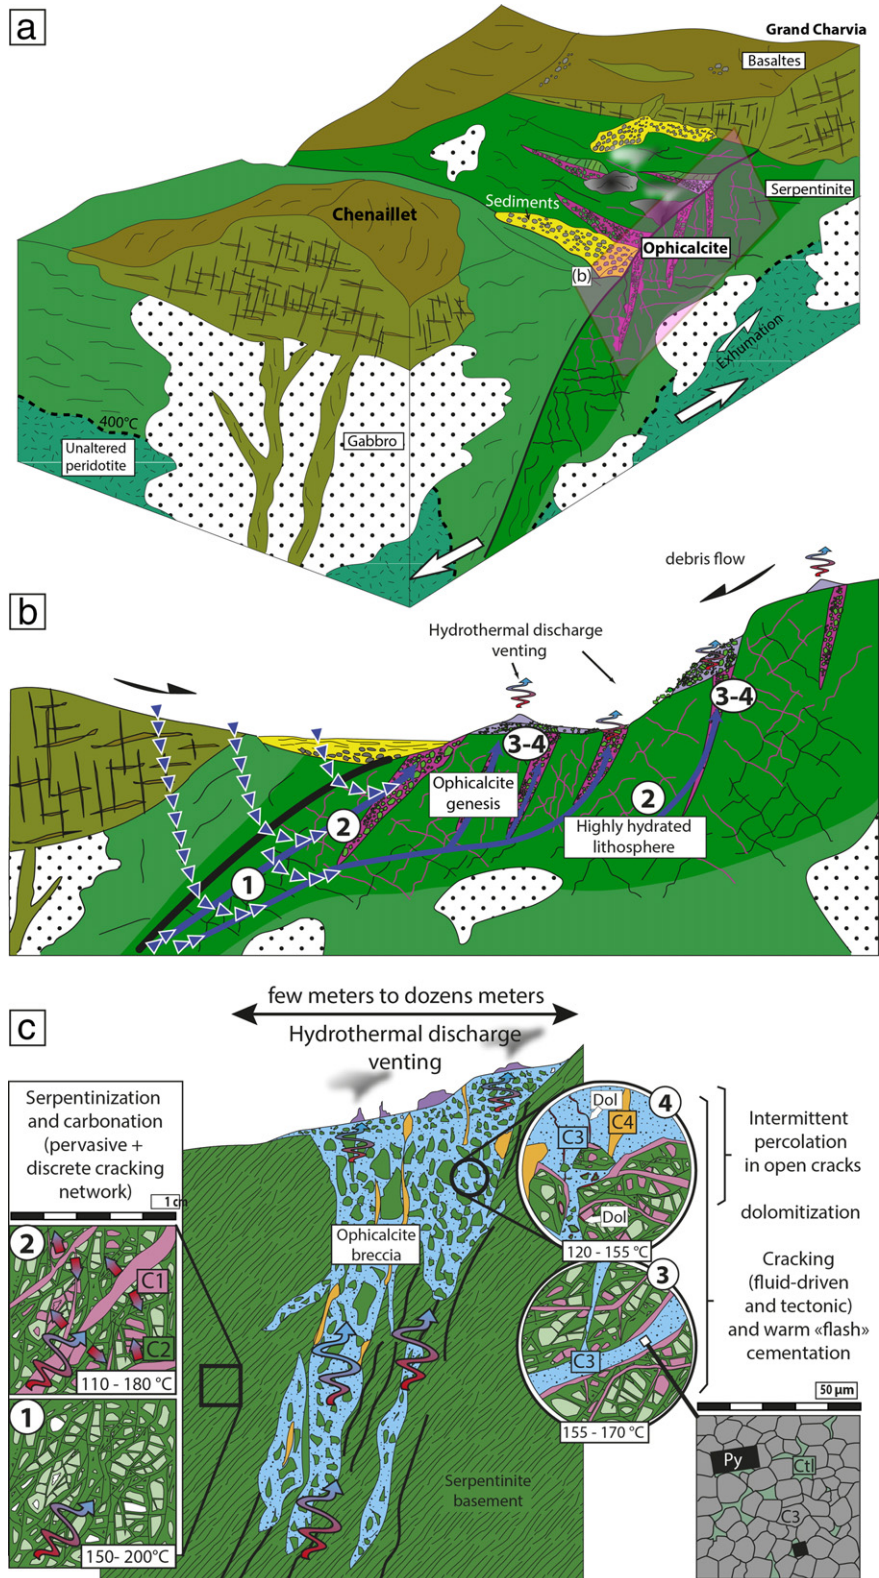 a
Grand Charvia
Basaltes
Serpentinite
Sediments
Chenaillet
Ophicalcite
(b)
Exhumation
400°C
Unaltered
peridotite
Gabbro
debris flow
b
Hydrothermal discharge
venting
3-4
3-4
Ophicalcite
genesis
2
2
Highly hydrated
lithosphere
1
few meters to dozens meters
c
Hydrothermal discharge
venting
Serpentinization
and carbonation
(pervasive +
discrete cracking
network)
1 cm
2
C1
C2
110 - 180 °C
1
150- 200°C
Ophicalcite
breccia
Serpentinite
basement
Dol
4
C3
C4
Dol
120 - 155 °C
3
C3
155 - 170 °C
Intermittent
percolation
in open cracks
dolomitization
Cracking
(fluid-driven
and tectonic)
and warm «flash»
cementation
50 µm
Py
Ctl
C3